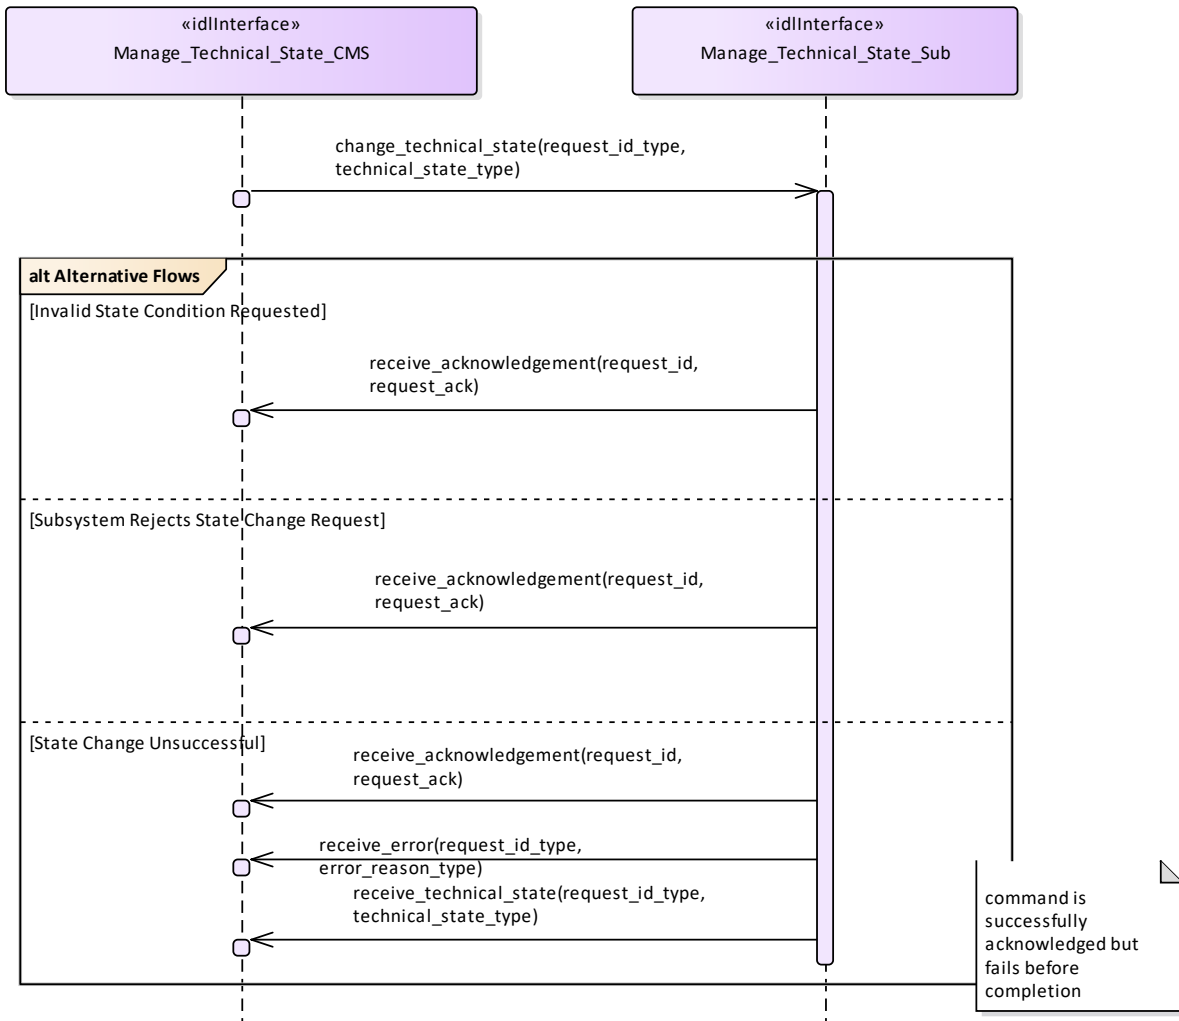 «idlInterface»
Manage_Technical_State_CMS
«idlInterface»
Manage_Technical_State_Sub
change_technical_state(request_id_type,
technical_state_type)
alt Alternative Flows
[Invalid State Condition Requested]
receive_acknowledgement(request_id,
request_ack)
[Subsystem Rejects State Change Request]
receive_acknowledgement(request_id,
request_ack)
[State Change Unsuccessful]
receive_acknowledgement(request_id,
request_ack)
receive_error(request_id_type,
error_reason_type)
receive_technical_state(request_id_type,
technical_state_type)
command is
successfully
acknowledged but
fails before
completion